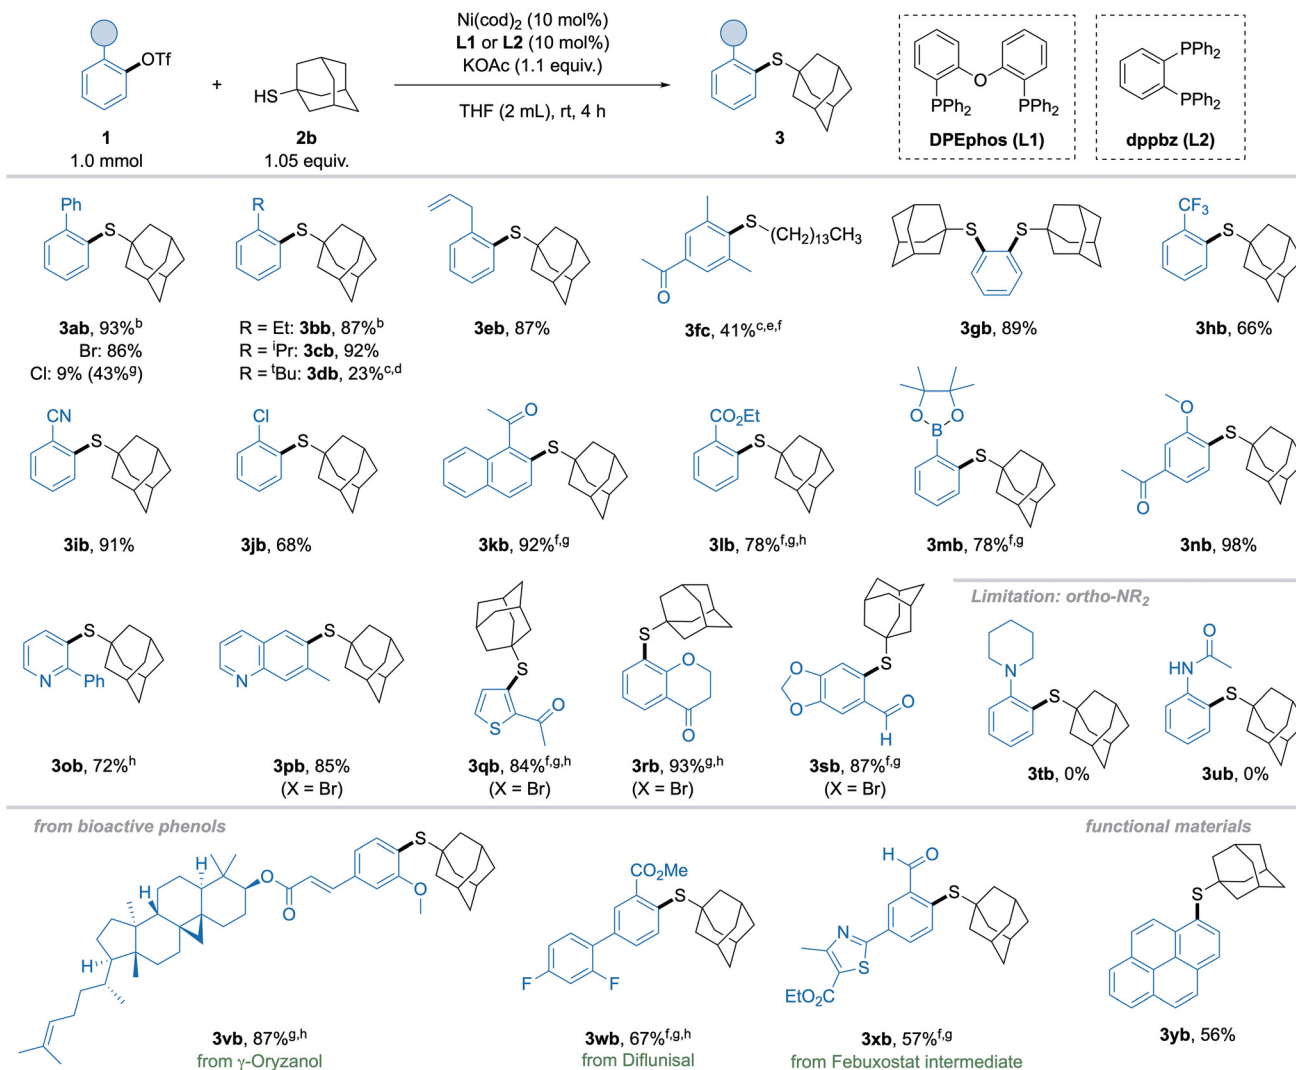 Ni(cod)2 (10 mol%)
L1 or L2 (10 mol%)
KOAc (1.1 equiv.)
THF (2 mL), rt, 4 h
OTf
1
1.0 mmol
+
HS
2b
1.05 equiv.
S
3
O
PPh2 PPh2
DPEphos (L1)
PPh2
PPh2
dppbz (L2)
Ph
S
3ab, 93%b
Br: 86%
Cl: 9% (43%g)
R
S
R = Et: 3bb, 87%b
R = iPr: 3cb, 92%
R = tBu: 3db, 23%c,d
S
3eb, 87%
S
(CH2)13CH3
O
3fc, 41%c,e,f
S S
3gb, 89%
CF3
S
3hb, 66%
CN
S
3ib, 91%
Cl
S
3jb, 68%
O
S
3kb, 92%f,g
CO2Et
S
3lb, 78%f,g,h
O O
B
S
3mb, 78%f,g
O
S
O
3nb, 98%
S
N Ph
3ob, 72%h
S
N
3pb, 85%
(X = Br)
S
S O
3qb, 84%f,g,h
(X = Br)
S
O
O
3rb, 93%g,h
(X = Br)
S
O
O
O
H
3sb, 87%f,g
(X = Br)
Limitation: ortho-NR2
N
S
3tb, 0%
O
HN
S
3ub, 0%
from bioactive phenols
S
H
O
O
O
H
H
3vb, 87%g,h
from γ-Oryzanol
CO2Me
S
F F
3wb, 67%f,g,h
from Diflunisal
O
H
S
N
S
EtO2C
3xb, 57%f,g
from Febuxostat intermediate
functional materials
S
3yb, 56%